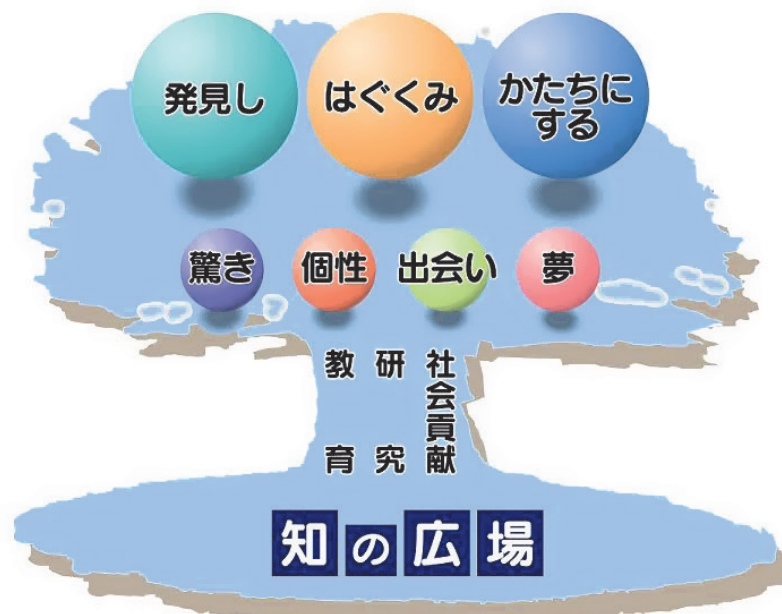 発見し
はぐくみ
かたちに
する
驚き
個性
出会い
夢
教育
研究
社会貢献
知の広場